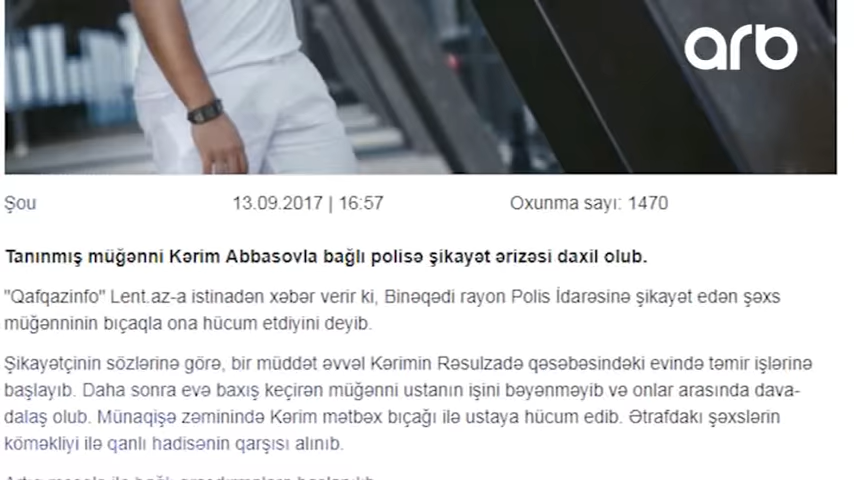 arb
Şou 13.09.2017 | 16:57 Oxunma sayı: 1470
Tanınmış müğənni Kərim Abbasovla bağlı polisə şikayət ərizəsi daxil olub.
"Qafqazinfo" Lent.az-a istinadən xəbər verir ki, Binəqədi rayon Polis İdarəsinə şikayət edən şəxs
müğənninin bıçaqla ona hücum etdiyini deyib.
Şikayətçinin sözlərinə görə, bir müddət əvvəl Kərimin Rəsulzadə qəsəbəsindəki evində təmir işlərinə
başlayıb. Daha sonra evə baxış keçirən müğənni ustanın işini bəyənməyib və onlar arasında dava-
dalaş olub. Münaqişə zəminində Kərim mətbəx bıçağı ilə ustaya hücum edib. Ətrafdakı şəxslərin
köməkliyi ilə qanlı hadisənin qarşısı alınıb.